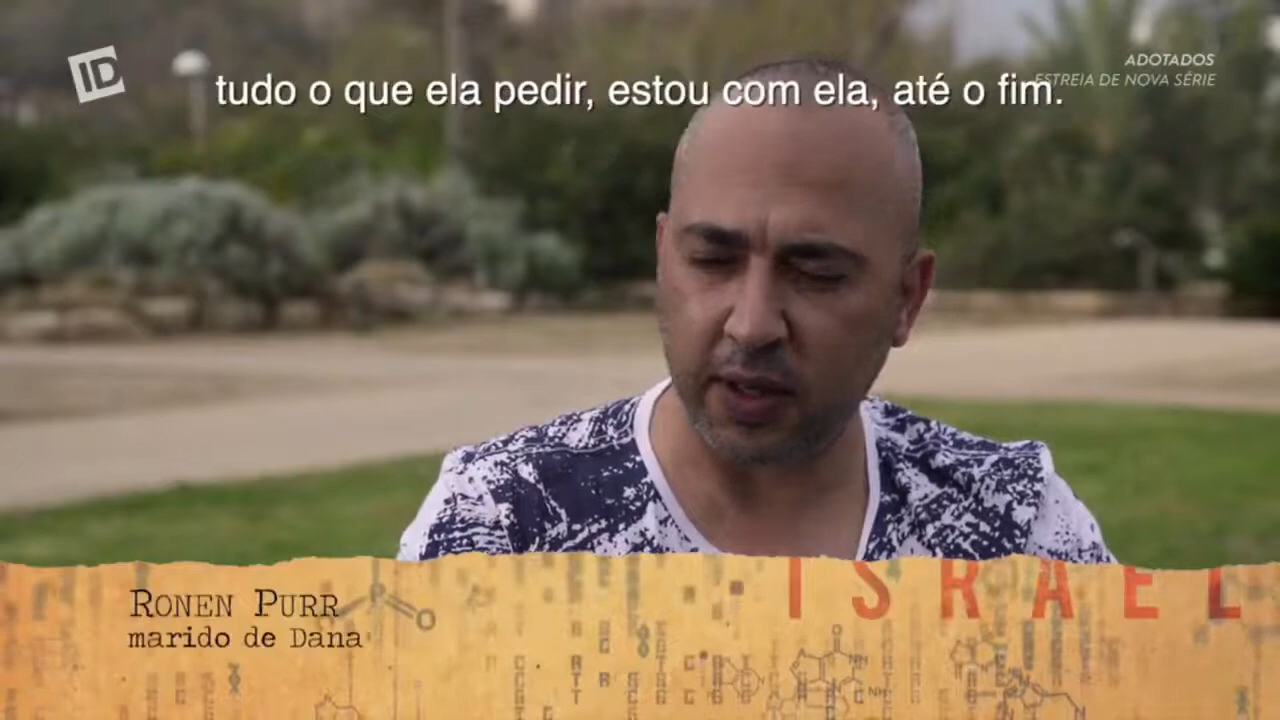 ID
ADOTADOS
ESTREIA DE NOVA SÉRIE
tudo o que ela pedir, estou com ela, até o fim.
ISRAEL
RONEN PURR
marido de Dana